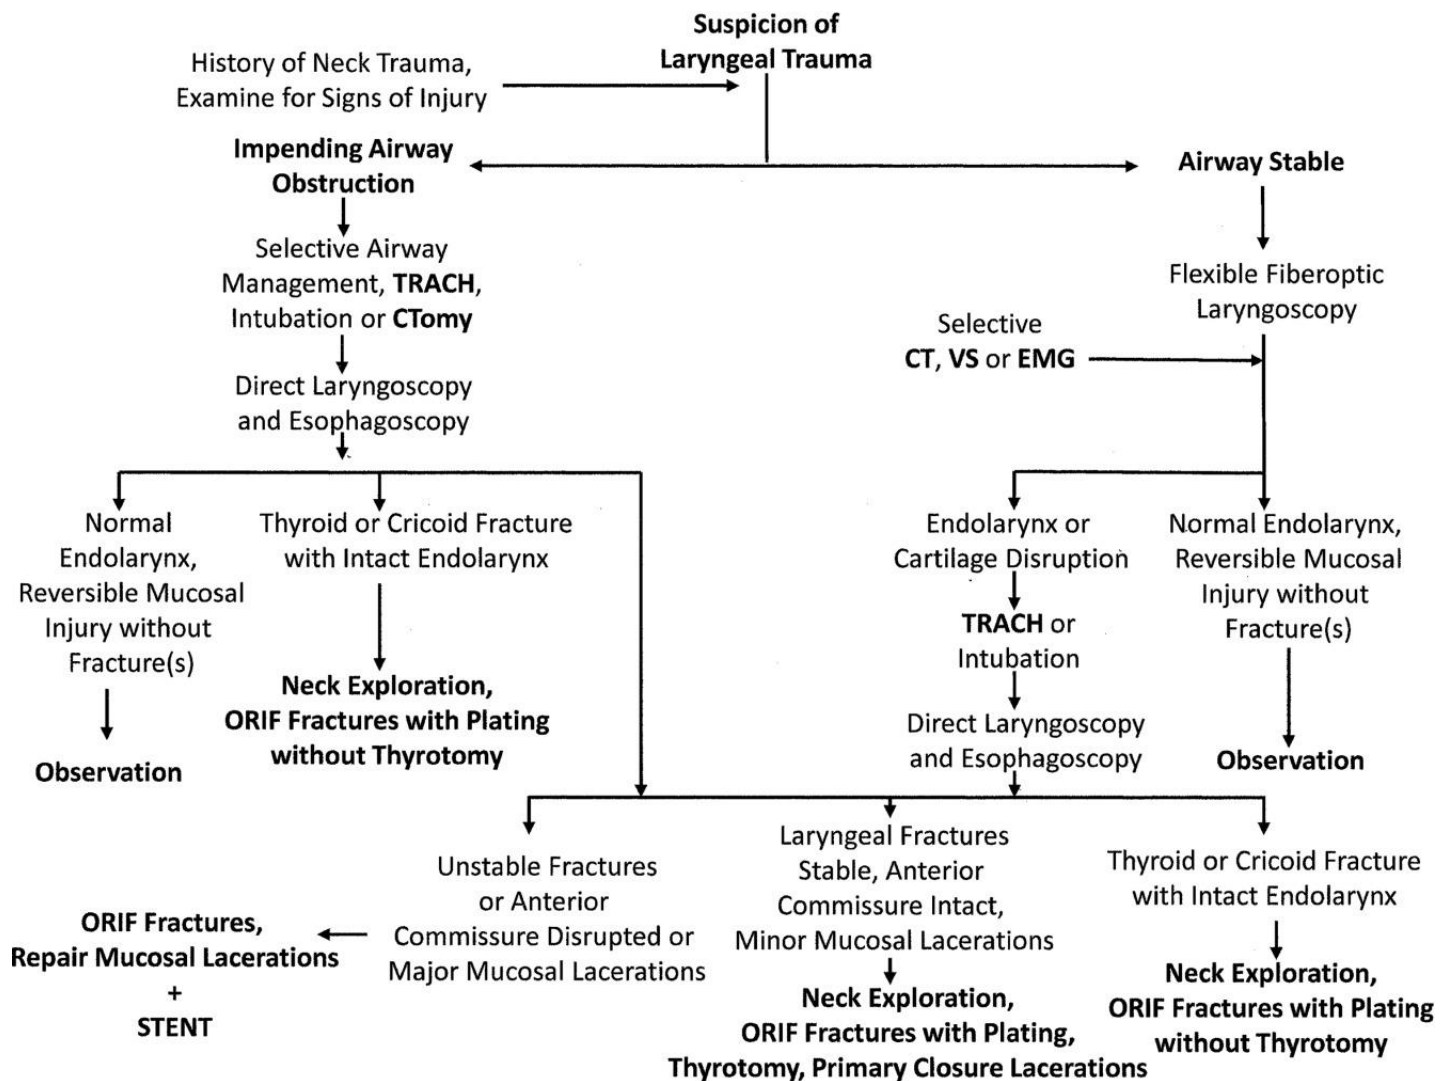 Suspicion of
Laryngeal Trauma
History of Neck Trauma,
Examine for Signs of Injury
Impending Airway
Obstruction
Airway Stable
Selective Airway
Management, TRACH,
Intubation or CTomy
Flexible Fiberoptic
Laryngoscopy
Selective
CT, VS or EMG
Direct Laryngoscopy
and Esophagoscopy
Normal
Endolarynx,
Reversible Mucosal
Injury without
Fracture(s)
Thyroid or Cricoid Fracture
with Intact Endolarynx
Endolarynx or
Cartilage Disruption
Normal Endolarynx,
Reversible Mucosal
Injury without
Fracture(s)
TRACH or
Intubation
Neck Exploration,
ORIF Fractures with Plating
without Thyrotomy
Direct Laryngoscopy
and Esophagoscopy
Observation
Observation
Unstable Fractures
or Anterior
Commissure Disrupted or
Major Mucosal Lacerations
Laryngeal Fractures
Stable, Anterior
Commissure Intact,
Minor Mucosal Lacerations
Thyroid or Cricoid Fracture
with Intact Endolarynx
ORIF Fractures,
Repair Mucosal Lacerations
+
STENT
Neck Exploration,
ORIF Fractures with Plating,
Thyrotomy, Primary Closure Lacerations
Neck Exploration,
ORIF Fractures with Plating
without Thyrotomy